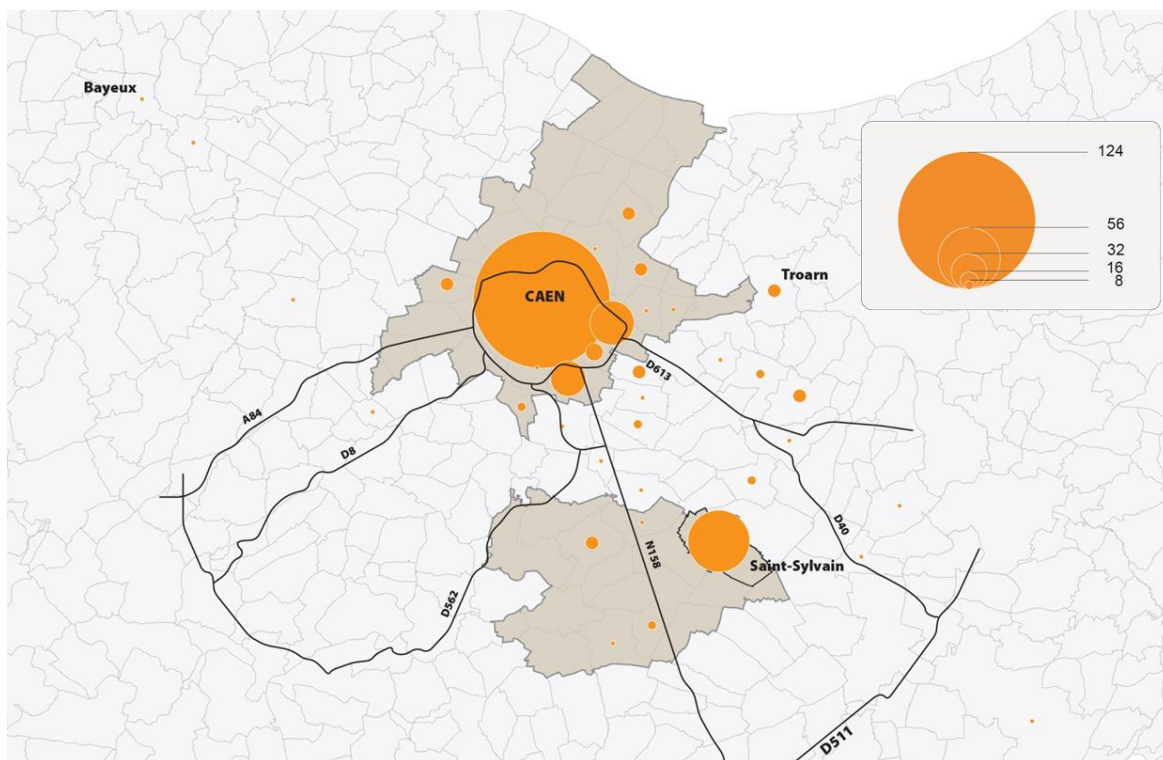 Bayeux
124
56
32
16
8
Troarn
CAEN
D613
A84
D8
D40
N158
Saint-Sylvain
D562
D511